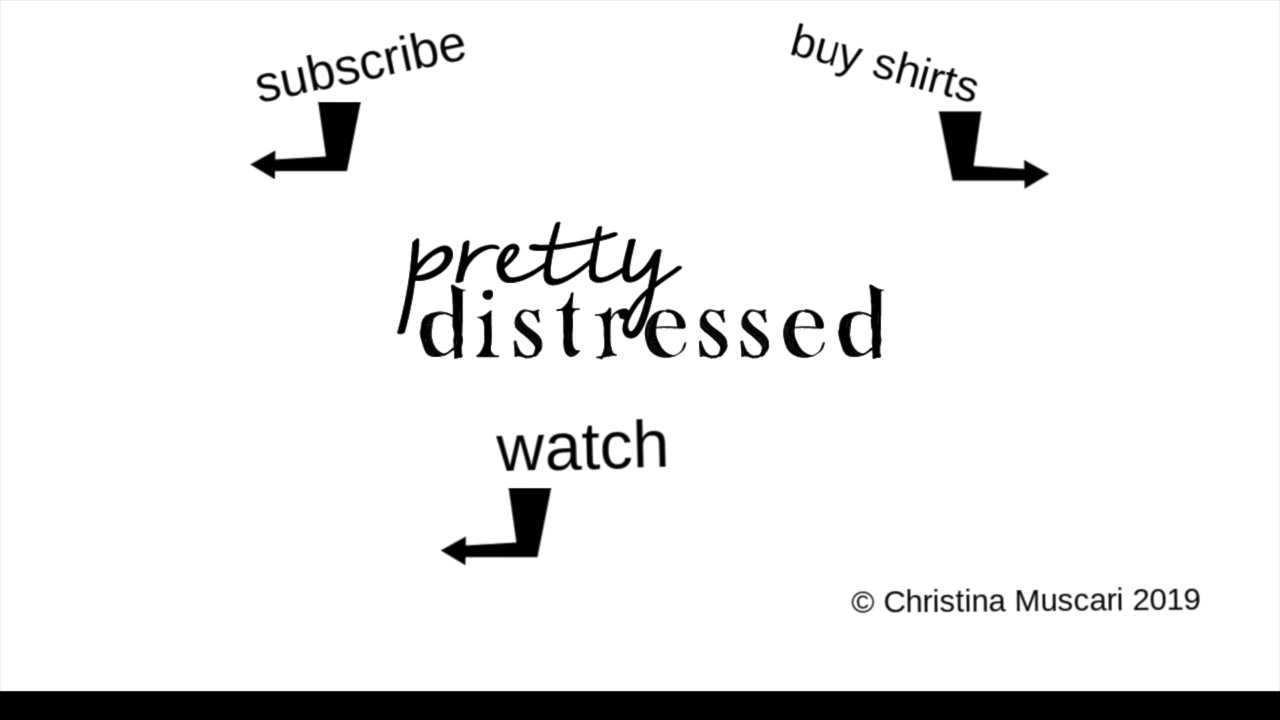 subscribe
buy shirts
pretty
distressed
watch
© Christina Muscari 2019